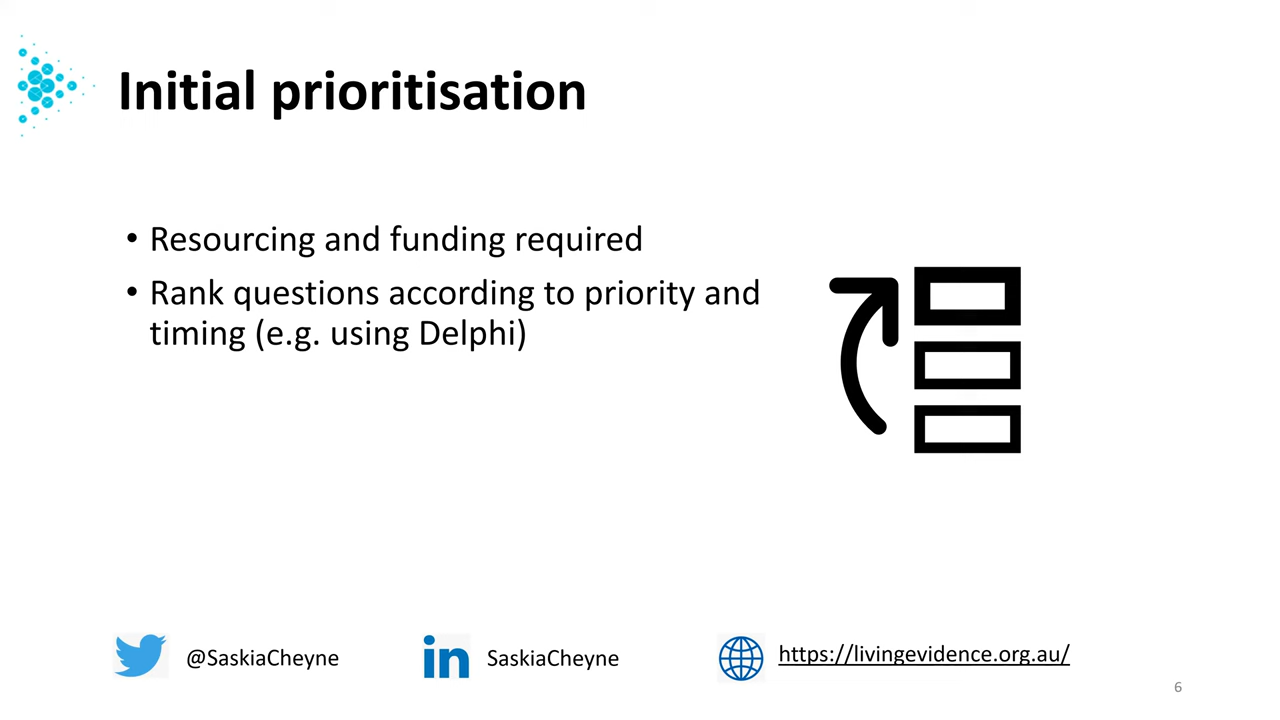 Initial prioritisation
• Resourcing and funding required
• Rank questions according to priority and
timing (e.g. using Delphi)
@SaskiaCheyne
in SaskiaCheyne
https://livingevidence.org.au/
6